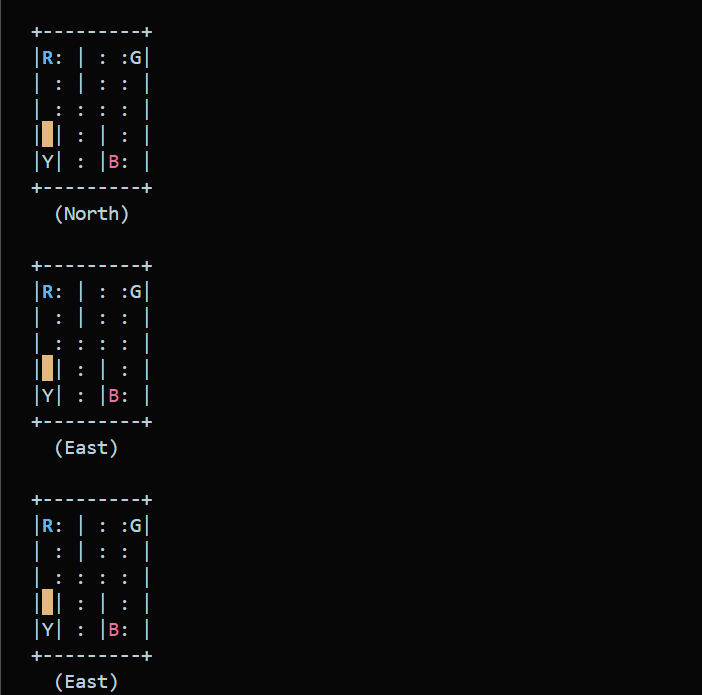 +---------+
|R: | : :G|
| : | : : |
| : : : : |
| | : | : |
|Y| : |B: |
+---------+
  (North)

+---------+
|R: | : :G|
| : | : : |
| : : : : |
| | : | : |
|Y| : |B: |
+---------+
  (East)

+---------+
|R: | : :G|
| : | : : |
| : : : : |
| | : | : |
|Y| : |B: |
+---------+
  (East)